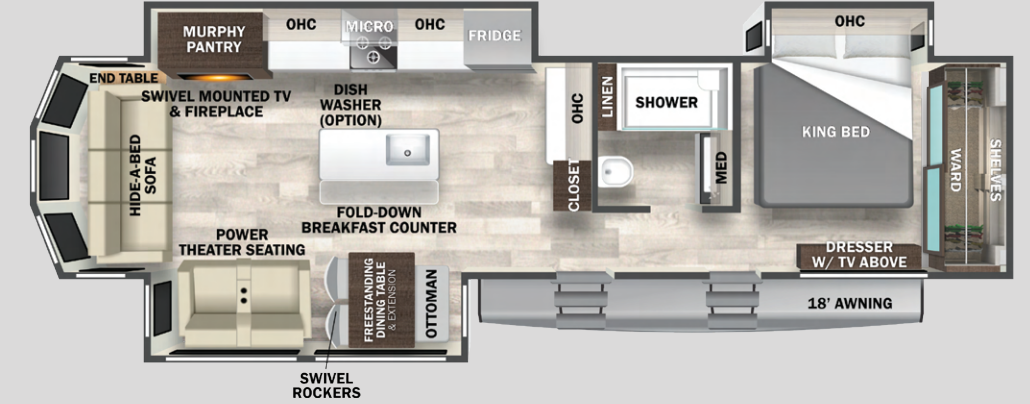 OHC
MICRO
OHC
FRIDGE
MURPHY
PANTRY
OHC
END TABLE
SWIVEL MOUNTED TV
& FIREPLACE
DISH
WASHER
(OPTION)
OHC
LINEN
SHOWER
KING BED
HIDE-A-BED
SOFA
CLOSET
MED
WARD
SHELVES
FOLD-DOWN
BREAKFAST COUNTER
POWER
THEATER SEATING
FREESTANDING
DINING TABLE
& EXTENSION
OTTOMAN
DRESSER
W/ TV ABOVE
18' AWNING
SWIVEL
ROCKERS